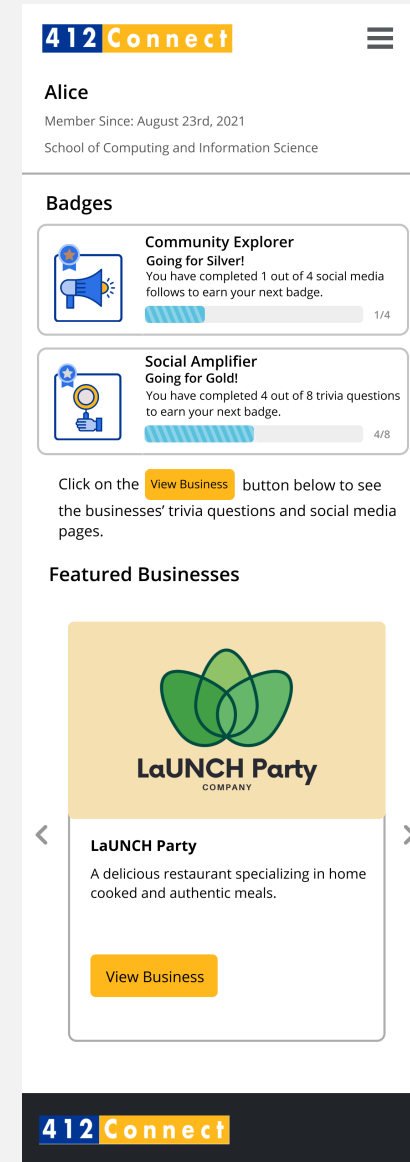 412Connect
Alice
Member Since: August 23rd, 2021
School of Computing and Information Science
Badges
Community Explorer
Going for Silver!
You have completed 1 out of 4 social media
follows to earn your next badge.
1/4
Social Amplifier
Going for Gold!
You have completed 4 out of 8 trivia questions
to earn your next badge.
4/8
Click on the View Business button below to see
the businesses’ trivia questions and social media
pages.
Featured Businesses
LaUNCH Party
COMPANY
LaUNCH Party
A delicious restaurant specializing in home
cooked and authentic meals.
View Business
412Connect